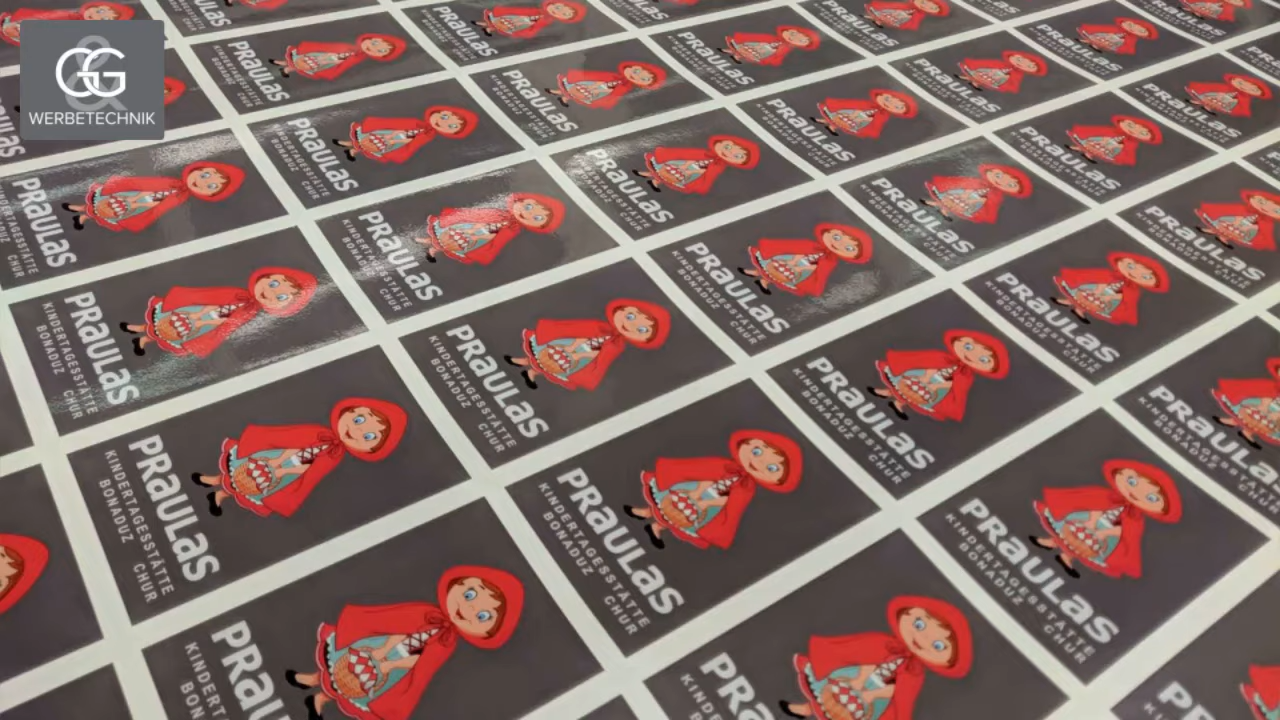 G&G
WERBETECHNIK
PRaULas
KINDERTAGESSTÄTTE
BONADUZ CHUR